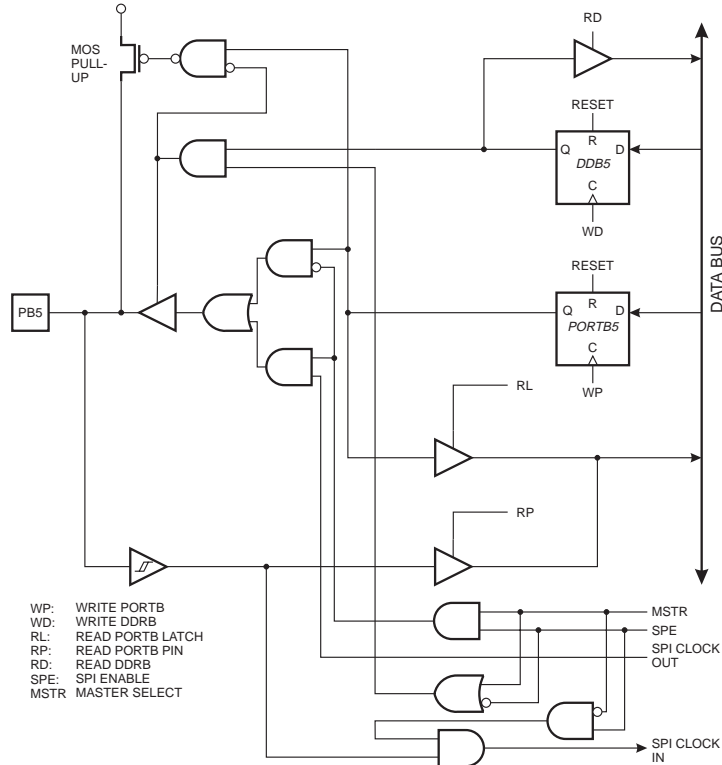 RD
MOS
PULL-
UP
RESET
R
Q
D
DDB5
C
WD
RESET
R
Q
D
PORTB5
C
WP
DATA BUS
PB5
RL
RP
WP: WRITE PORTB
WD: WRITE DDRB
RL: READ PORTB LATCH
RP: READ PORTB PIN
RD: READ DDRB
SPE: SPI ENABLE
MSTR MASTER SELECT
MSTR
SPE
SPI CLOCK
OUT
SPI CLOCK
IN